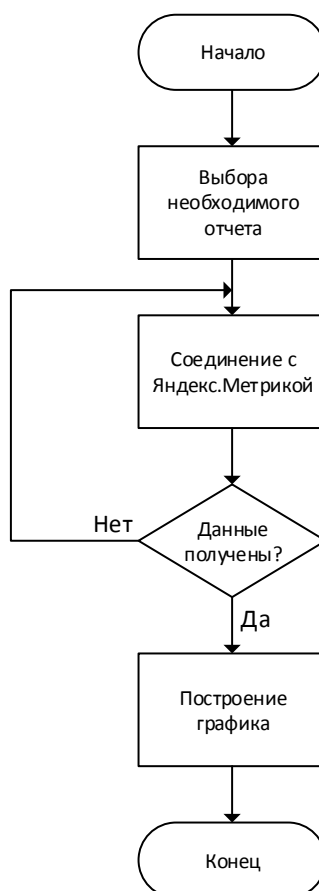 Начало
Выбора
необходимого
отчета
Соединение с
Яндекс.Метрикой
Нет
Данные
получены?
Да
Построение
графика
Конец